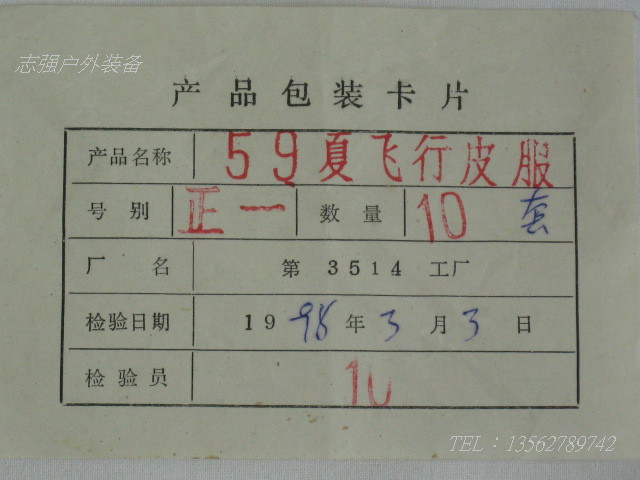 志强户外装备
产品包装卡片
产品名称 59夏飞行皮服
号别 正一 数量 10 套
厂名 第3514工厂
检验日期 1998年3月3日
检验员 10
TEL：13562789742